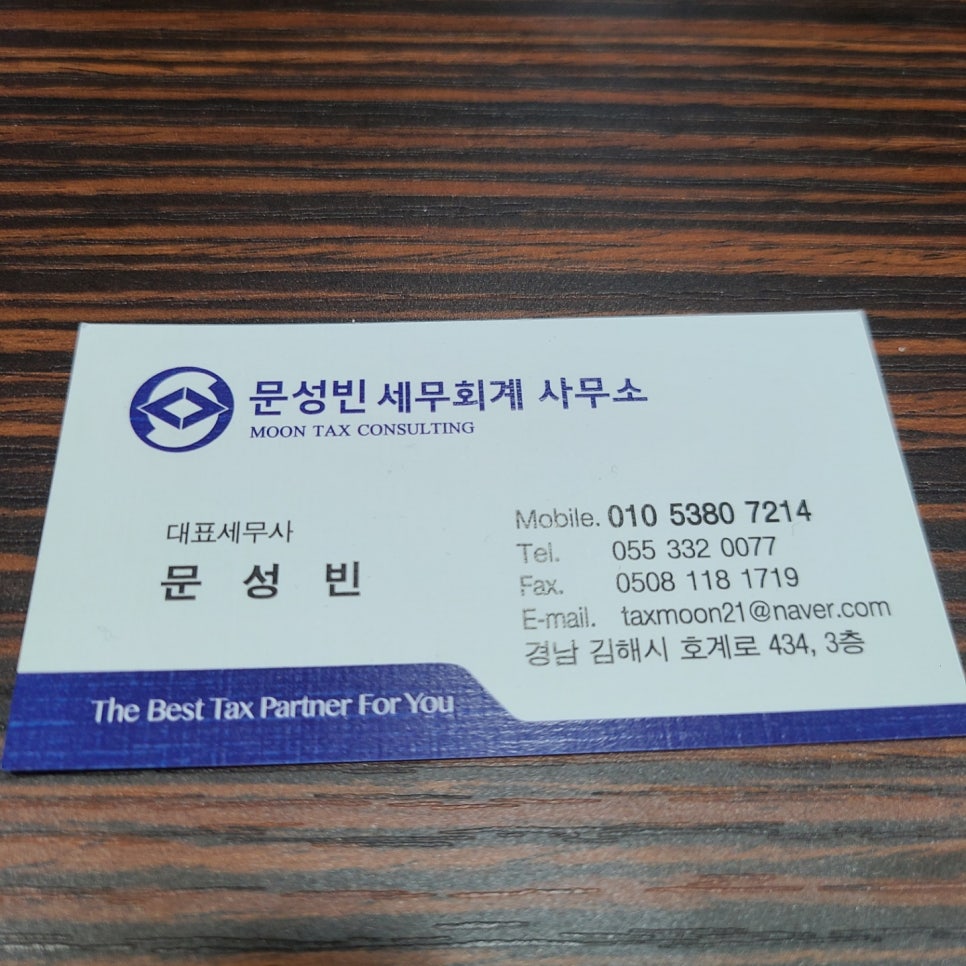 문성빈 세무회계 사무소
MOON TAX CONSULTING
대표세무사
문 성 빈
Mobile. 010 5380 7214
Tel. 055 332 0077
Fax. 0508 118 1719
E-mail. taxmoon21@naver.com
경남 김해시 호계로 434, 3층
The Best Tax Partner For You